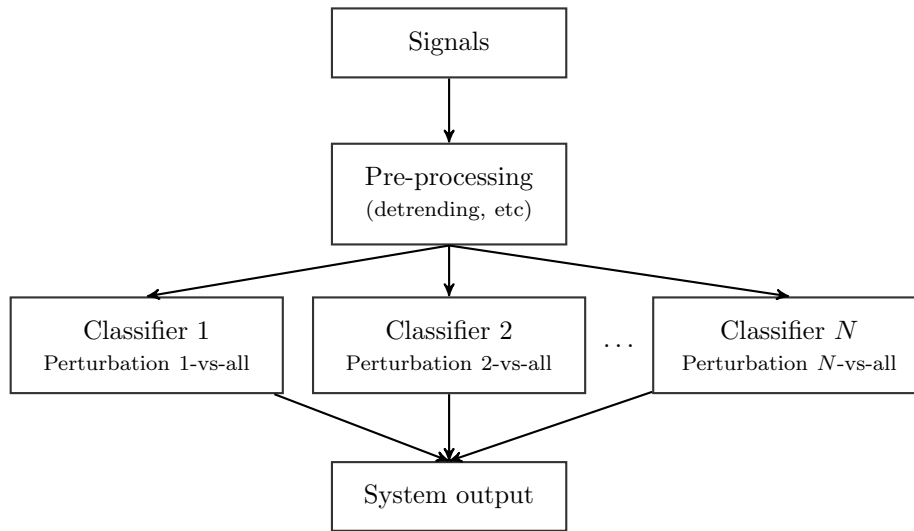 Signals
Pre-processing
(detrending, etc)
Classifier 1
Perturbation 1-vs-all
Classifier 2
Perturbation 2-vs-all
...
Classifier N
Perturbation N-vs-all
System output